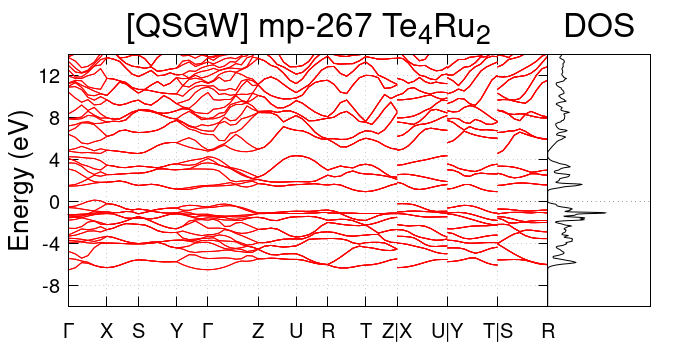 [QSGW] mp-267 Te₄Ru₂ DOS
Energy (eV)
12
8
4
0
-4
-8
Γ X S Y Γ Z U R T Z|X U|Y T|S R